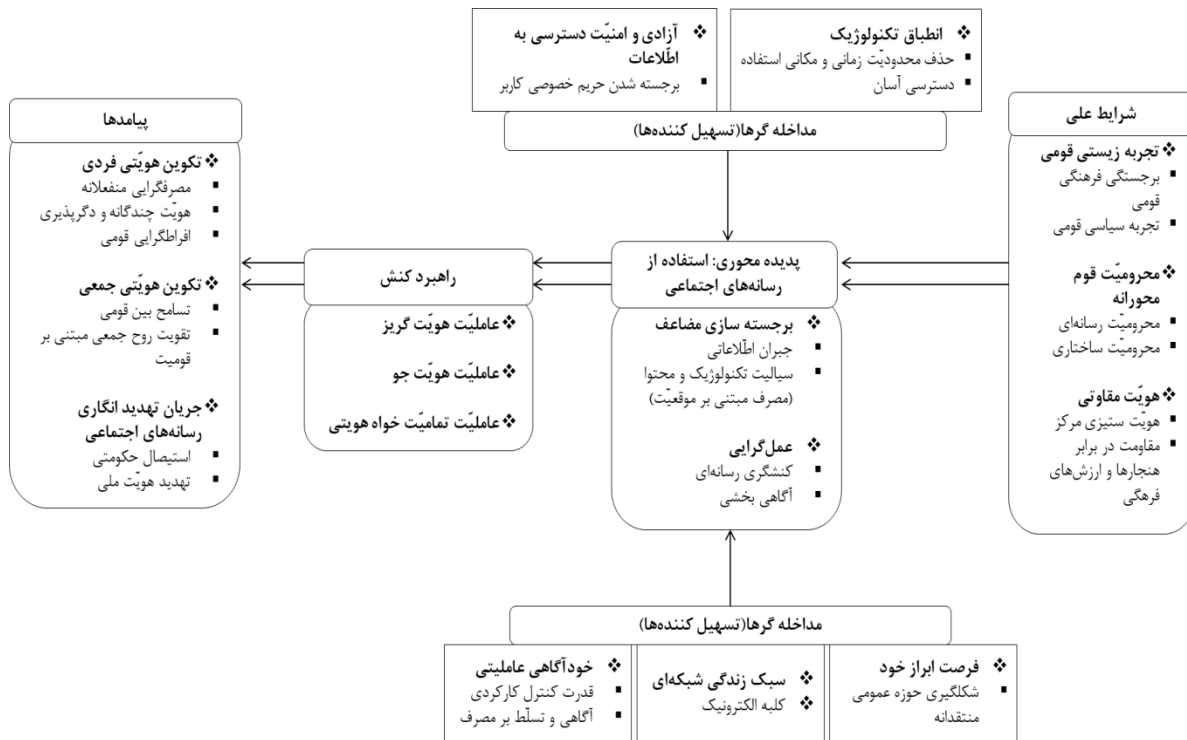 ❖ انطباق تکنولوژیک
▪ حذف محدودیّت زمانی و مکانی استفاده
▪ دسترسی آسان
❖ آزادی و امنیّت دسترسی به
اطّلاعات
▪ برجسته شدن حریم خصوصی کاربر
مداخله گرها(تسهیل کننده‌ها)
شرایط علی
❖ تجربه زیستی قومی
▪ برجستگی فرهنگی
قومی
▪ تجربه سیاسی قومی
❖ محرومیّت قوم
محورانه
▪ محرومیّت رسانه‌ای
▪ محرومیّت ساختاری
❖ هویّت مقاوتی
▪ هویّت ستیزی مرکز
▪ مقاومت در برابر
هنجارها و ارزش‌های
فرهگی
پدیده محوری: استفاده از
رسانه‌های اجتماعی
❖ برجسته سازی مضاعف
▪ جبران اطّلاعاتی
▪ سیالیت تکنولوژیک و محتوا
(مصرف مبتنی بر موقعیّت)
❖ عمل‌گرایی
▪ کنشگری رسانه‌ای
▪ آگاهی بخشی
راهبرد کنش
❖ عاملیّت هویّت گریز
❖ عاملیّت هویّت جو
❖ عاملیّت تمامیّت خواه هویتی
پیامدها
❖ تکوین هویّتی فردی
▪ مصرفگرایی منفعلانه
▪ هویّت چندگانه و دگرپذیری
▪ افراطگرایی قومی
❖ تکوین هویّتی جمعی
▪ تسامح بین قومی
▪ تقویت روح جمعی مبتنی بر
قومیت
❖ جریان تهدید انگاری
رسانه‌های اجتماعی
▪ استیصال حکومتی
▪ تهدید هویّت ملی
مداخله گرها(تسهیل کننده‌ها)
❖ فرصت ابراز خود
▪ شکلگیری حوزه عمومی
منتقدانه
❖ سبک زندگی شبکه‌ای
❖ کلبه الکترونیک
❖ خودآگاهی عاملیتی
▪ قدرت کنترل کارکردی
▪ آگاهی و تسلّط بر مصرف